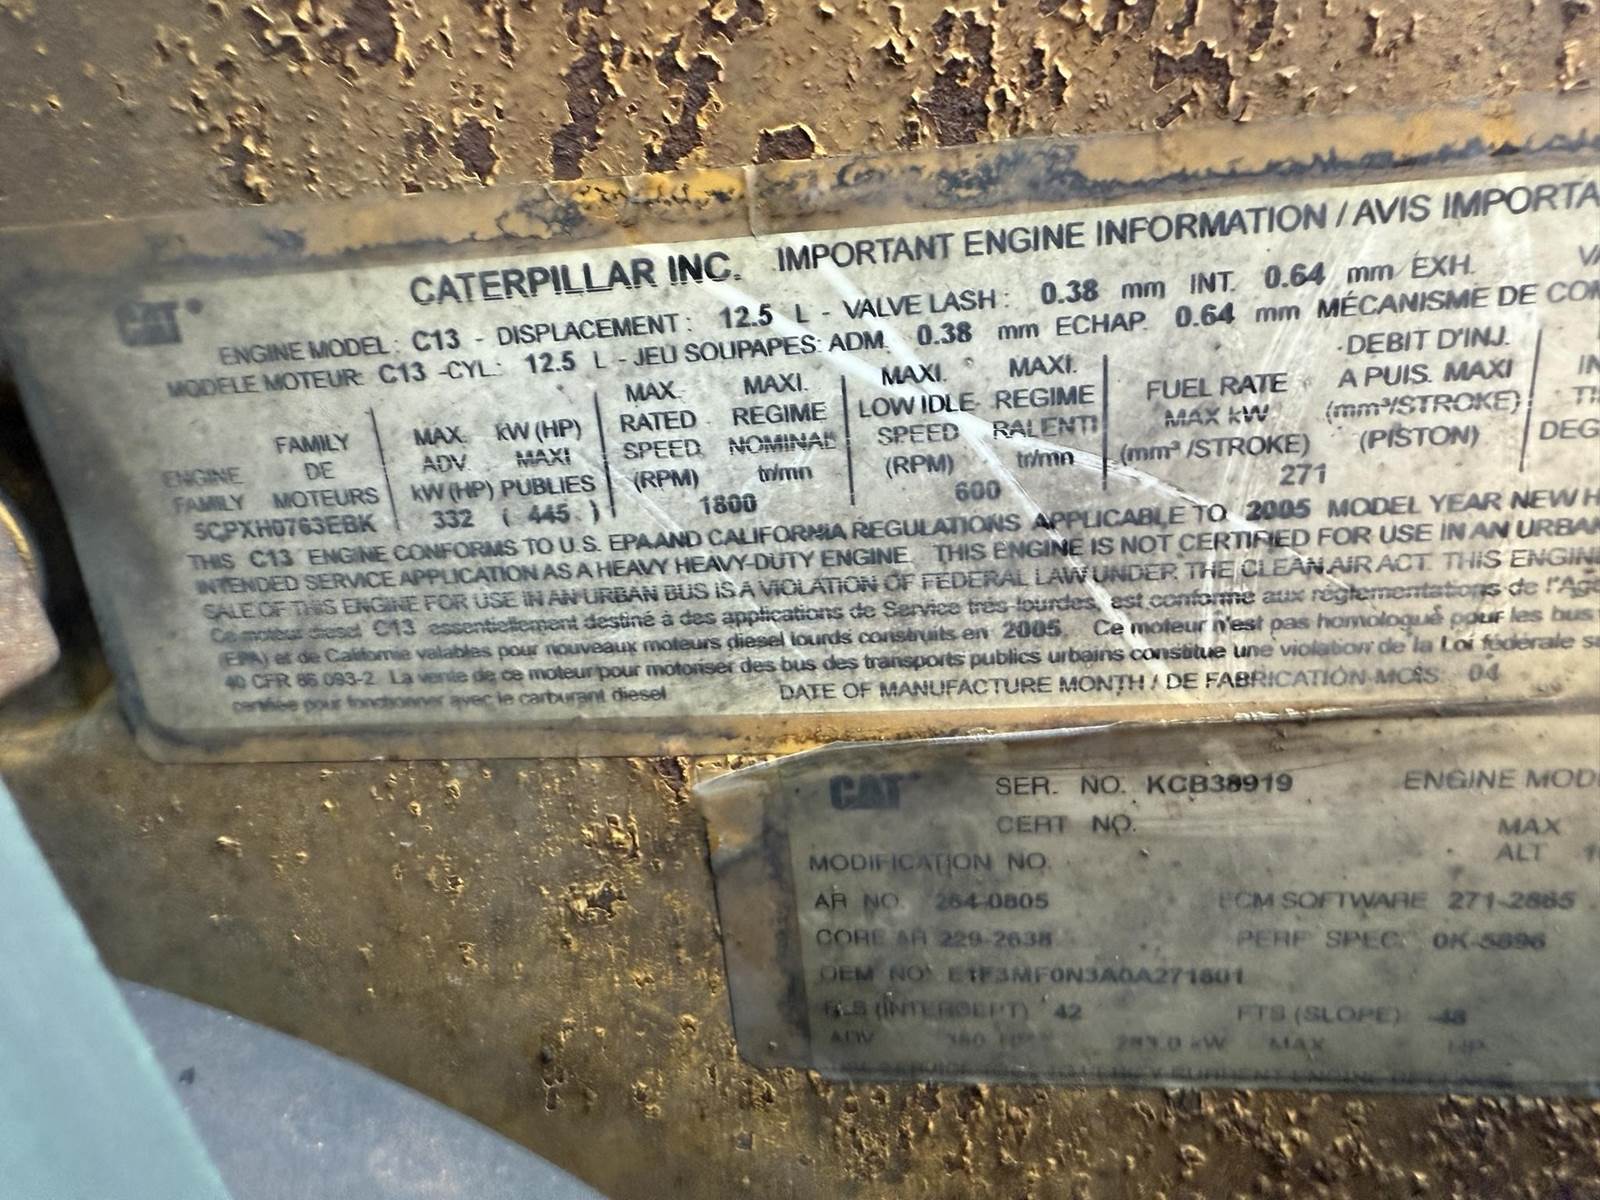 CAT
CATERPILLAR INC. IMPORTANT ENGINE INFORMATION / AVIS IMPORTA
ENGINE MODEL: C13 - DISPLACEMENT: 12.5 L - VALVE LASH: 0.38 mm INT. 0.64 mm EXH. VA
MODÈLE MOTEUR: C13 -CYL.: 12.5 L - JEU SOUPAPES: ADM. 0.38 mm ECHAP. 0.64 mm MÉCANISME DE COM
ENGINE FAMILY
FAMILY DE MOTEURS
5CPXH0763EBK
MAX. ADV. kW(HP)
kW (HP) MAXI PUBLIES
332 ( 445 )
MAX. RATED SPEED (RPM)
MAXI. REGIME NOMINAL tr/mn
1800
MAXI. LOW IDLE SPEED (RPM)
MAXI. REGIME RALENTI tr/mn
600
FUEL RATE MAX kW (mm³/STROKE)
DEBIT D'INJ. A PUIS. MAXI (mm³/STROKE) (PISTON)
271
IN
TI
DEG
THIS C13 ENGINE CONFORMS TO U.S. EPA AND CALIFORNIA REGULATIONS APPLICABLE TO 2005 MODEL YEAR NEW H
INTENDED SERVICE APPLICATION AS A HEAVY HEAVY-DUTY ENGINE. THIS ENGINE IS NOT CERTIFIED FOR USE IN AN URBAN
SALE OF THIS ENGINE FOR USE IN AN URBAN BUS IS A VIOLATION OF FEDERAL LAW UNDER THE CLEAN AIR ACT. THIS ENGINE
Ce moteur diesel C13 essentiellement destiné à des applications de Service très-lourdes, est conforme aux réglementations de l'Age
(EPA) et de Californie valables pour nouveaux moteurs diesel lourds construits en 2005. Ce moteur n'est pas homologué pour les bus
40 CFR 86.093-2. La vente de ce moteur pour motoriser des bus des transports publics urbains constitue une violation de la Loi fédérale s
certifiée pour fonctionner avec le carburant diesel
DATE OF MANUFACTURE MONTH / DE FABRICATION-MOIS: 04
CAT SER. NO. KCB38919 ENGINE MOD
CERT NO. MAX
MODIFICATION NO. ALT
AR NO. 264-0805 ECM SOFTWARE 271-2865
CORE AR 229-2638 PERF SPEC. 0K-5896
OEM NO E1F3MF0N3A0A271801
FLS (INTERCEPT) 42 FTS (SLOPE) -48
ADV 380 283.0 kW MAX HP